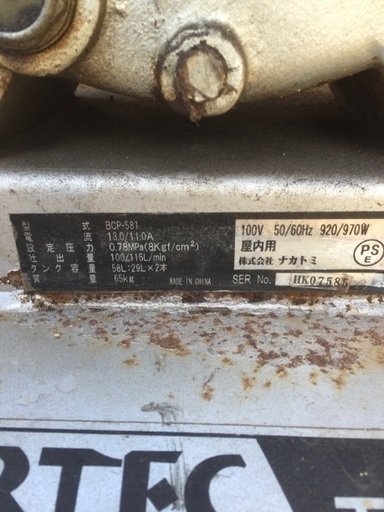 型　　式　BCP-581
電　　流　13.0/11.0A
設 定 圧 力　0.78MPa(8Kgf/cm²)
吐 出 量　100/115L/min
タ ン ク 容 量　58L:29L×2本
質　　量　65kg
MADE IN CHINA
100V　50/60Hz　920/970W
屋内用
株式会社 ナカトミ
SER No.　HK07585
PS
E
RTEC